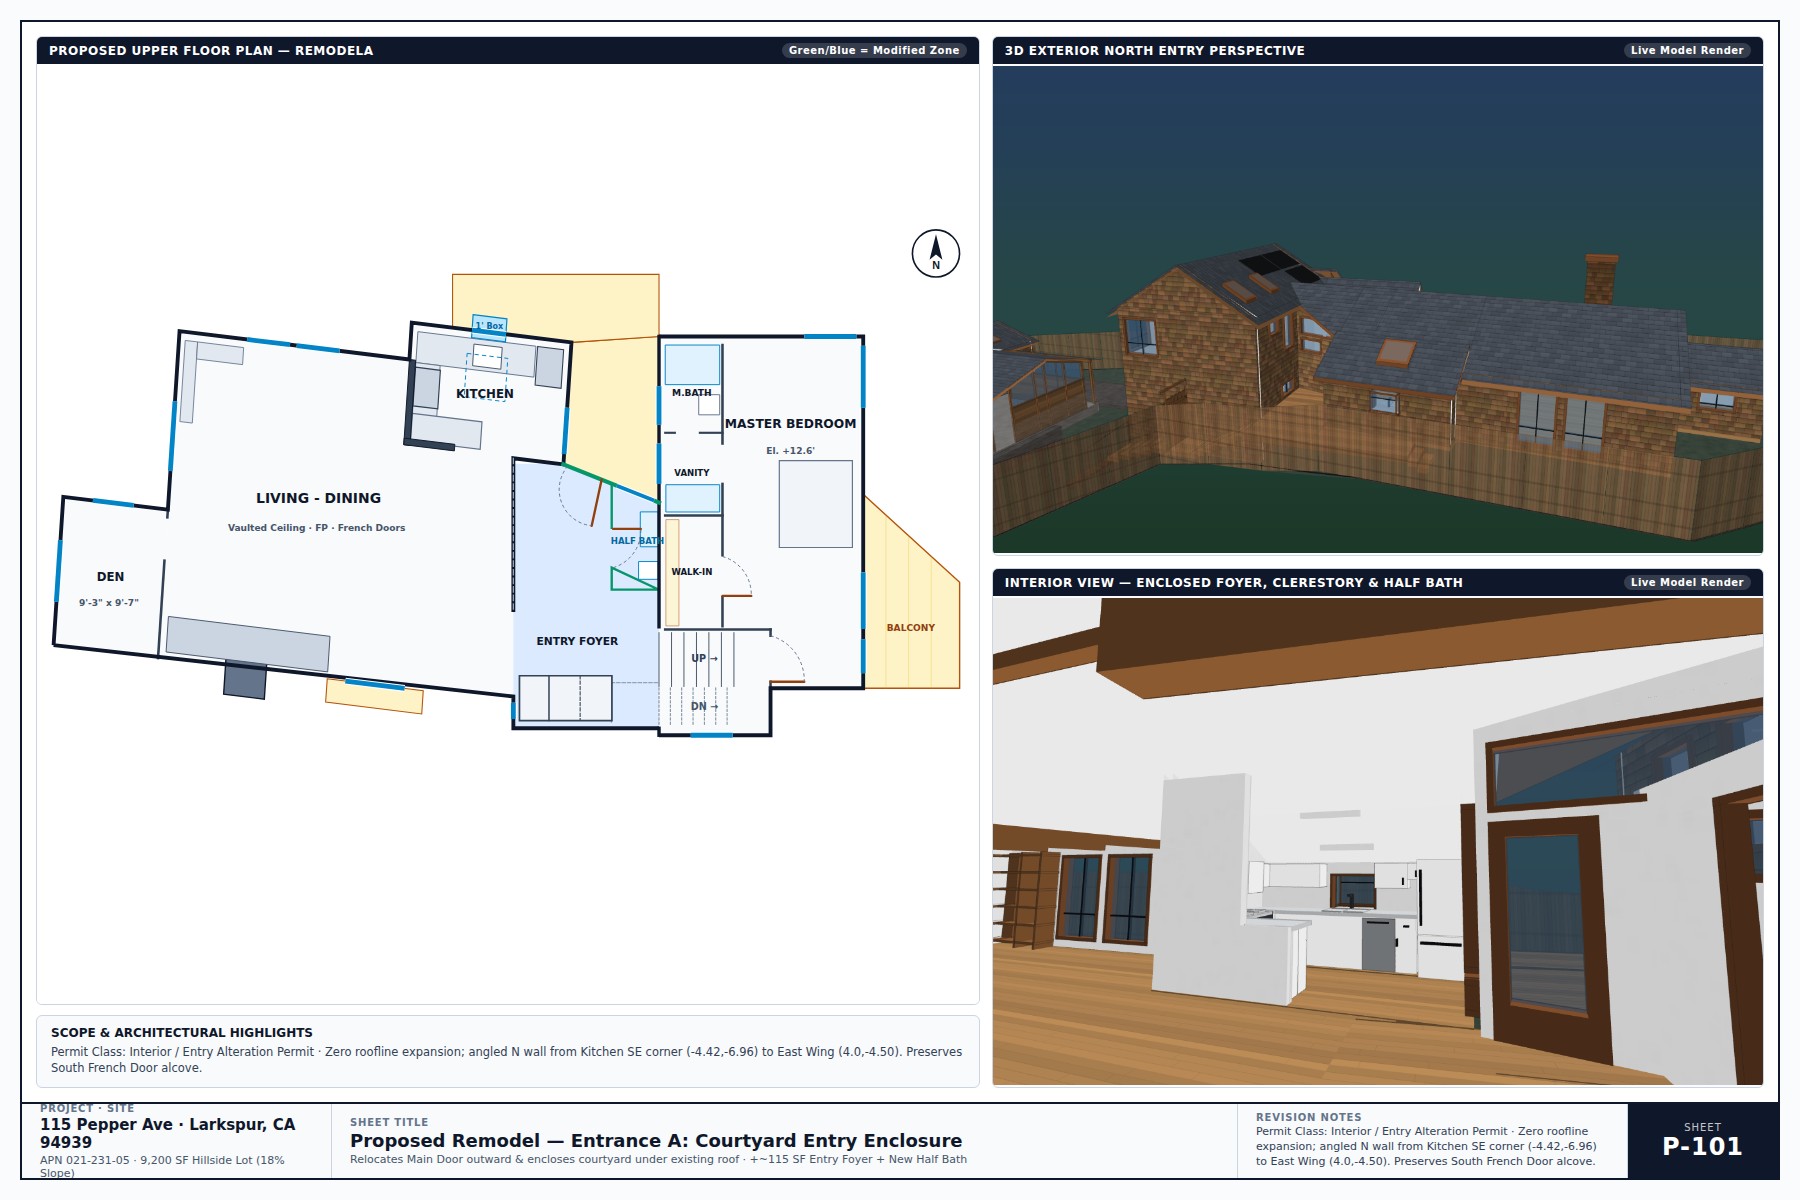 PROPOSED UPPER FLOOR PLAN — REMODELA
Green/Blue = Modified Zone
N
1' Box
KITCHEN
M.BATH
MASTER BEDROOM
El. +12.6'
VANITY
LIVING - DINING
Vaulted Ceiling · FP · French Doors
HALF BATH
WALK-IN
DEN
9'-3" x 9'-7"
ENTRY FOYER
UP →
DN →
BALCONY
SCOPE & ARCHITECTURAL HIGHLIGHTS
Permit Class: Interior / Entry Alteration Permit · Zero roofline expansion; angled N wall from Kitchen SE corner (-4.42,-6.96) to East Wing (4.0,-4.50). Preserves
South French Door alcove.
3D EXTERIOR NORTH ENTRY PERSPECTIVE
Live Model Render
INTERIOR VIEW — ENCLOSED FOYER, CLERESTORY & HALF BATH
Live Model Render
PROJECT · SITE
115 Pepper Ave · Larkspur, CA
94939
APN 021-231-05 · 9,200 SF Hillside Lot (18%
Slope)
SHEET TITLE
Proposed Remodel — Entrance A: Courtyard Entry Enclosure
Relocates Main Door outward & encloses courtyard under existing roof · +~115 SF Entry Foyer + New Half Bath
REVISION NOTES
Permit Class: Interior / Entry Alteration Permit · Zero roofline
expansion; angled N wall from Kitchen SE corner (-4.42,-6.96)
to East Wing (4.0,-4.50). Preserves South French Door alcove.
SHEET
P-101